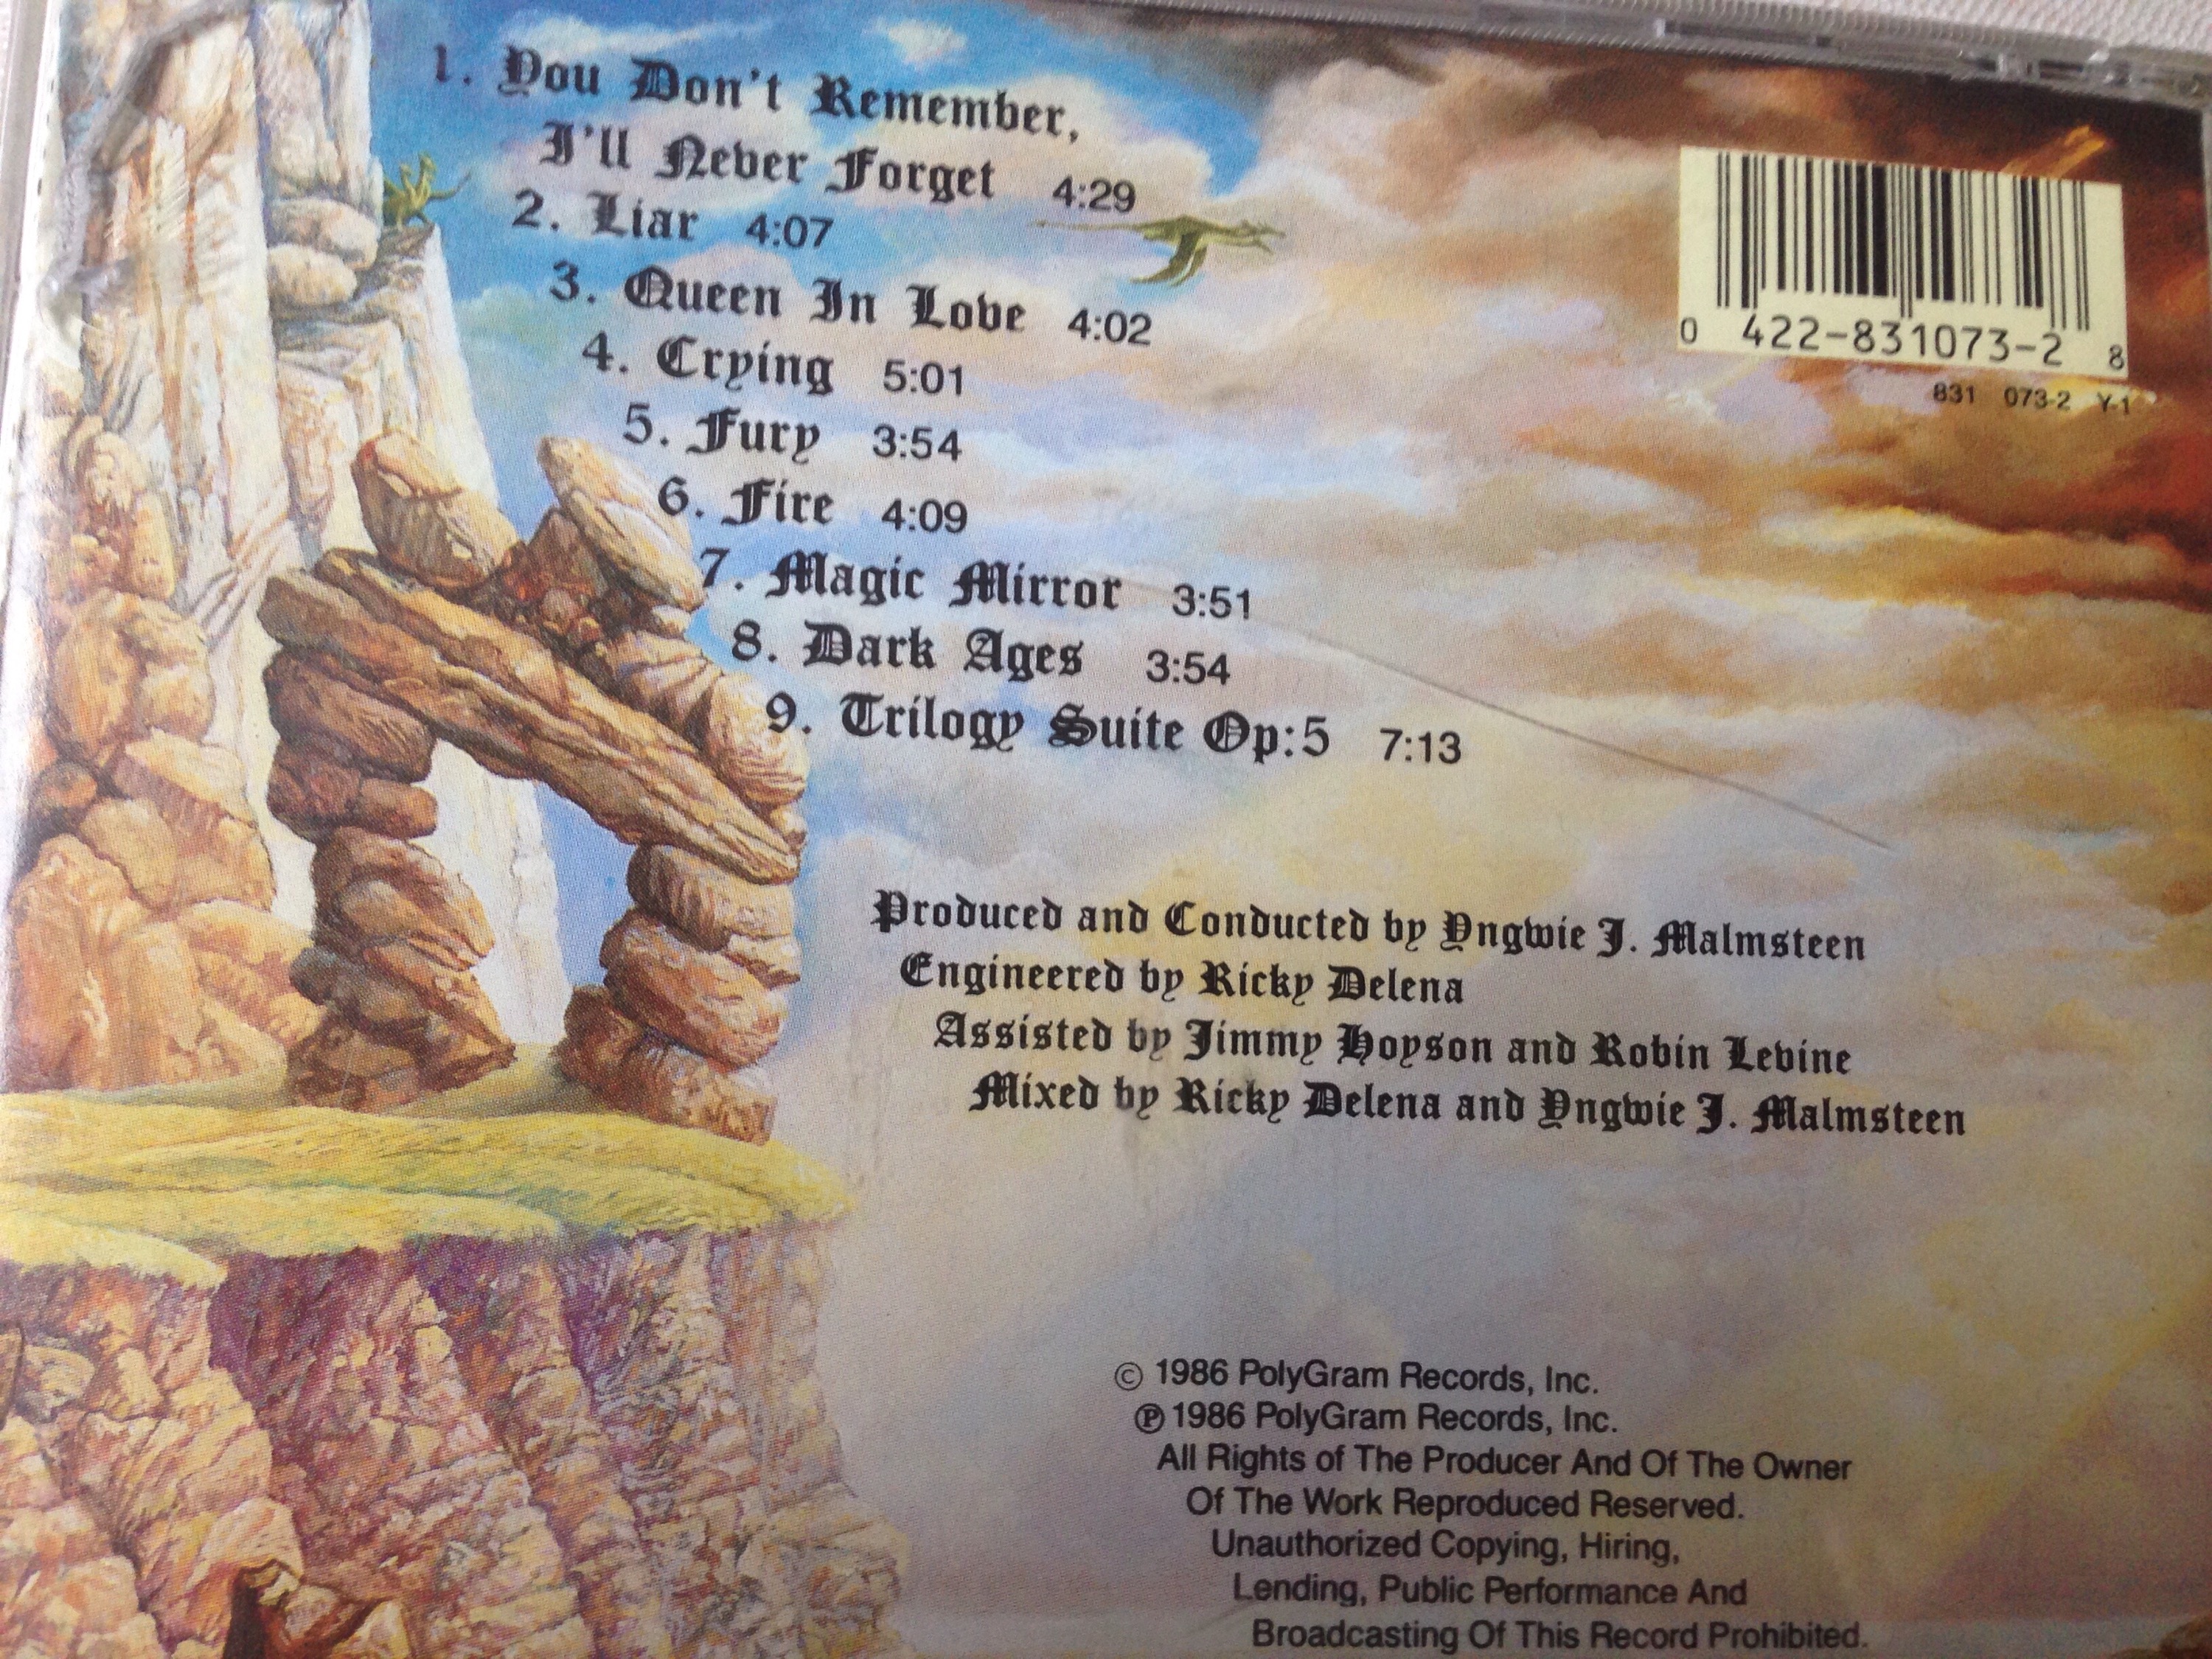 1. You Don't Remember,
I'll Never Forget 4:29
2. Liar 4:07
3. Queen In Love 4:02
4. Crying 5:01
5. Fury 3:54
6. Fire 4:09
7. Magic Mirror 3:51
8. Dark Ages 3:54
9. Trilogy Suite Op:5 7:13
0 422-831073-2 8
831 073-2 Y-1
Produced and Conducted by Yngwie J. Malmsteen
Engineered by Ricky Delena
Assisted by Jimmy Hoyson and Robin Levine
Mixed by Ricky Delena and Yngwie J. Malmsteen
© 1986 PolyGram Records, Inc.
℗ 1986 PolyGram Records, Inc.
All Rights of The Producer And Of The Owner
Of The Work Reproduced Reserved.
Unauthorized Copying, Hiring,
Lending, Public Performance And
Broadcasting Of This Record Prohibited.